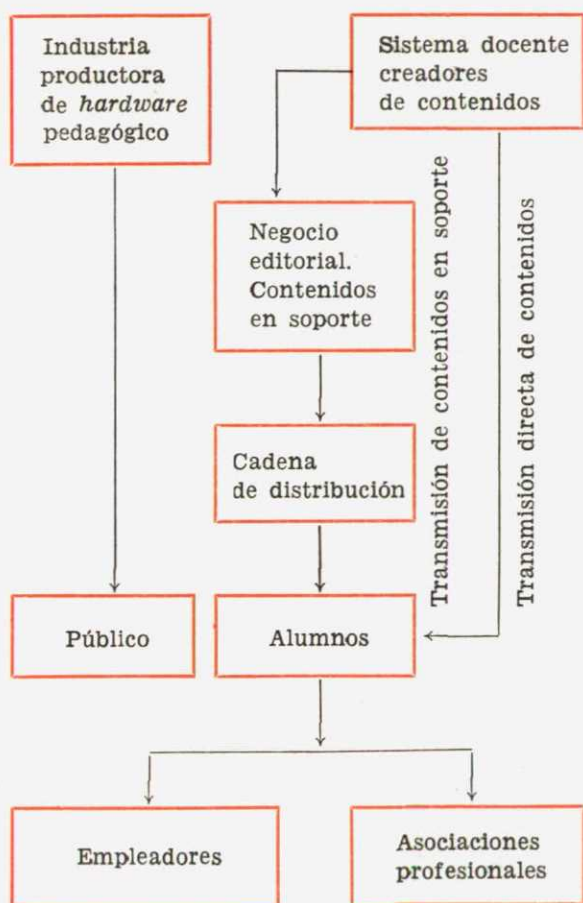 Industria
productora
de hardware
pedagógico
Sistema docente
creadores
de contenidos
Negocio
editorial.
Contenidos
en soporte
Transmisión de contenidos en soporte
Transmisión directa de contenidos
Cadena
de distribución
Público
Alumnos
Empleadores
Asociaciones
profesionales